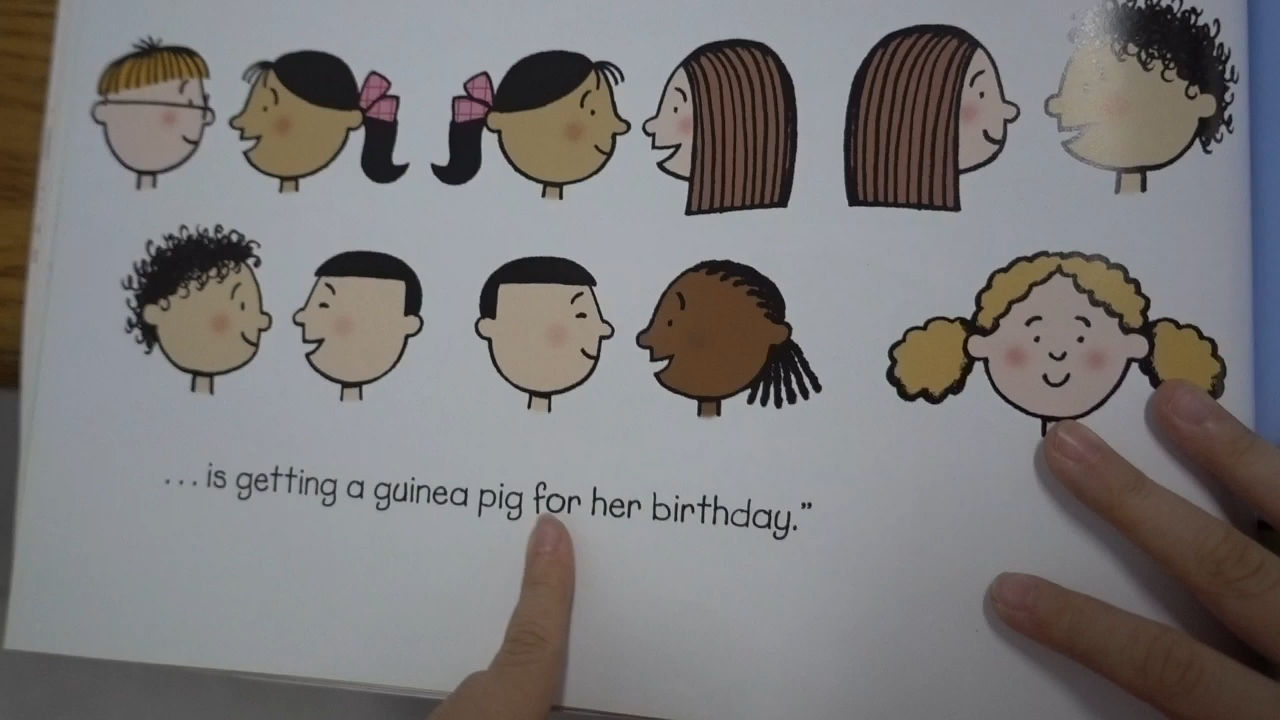 ... is getting a guinea pig for her birthday.”